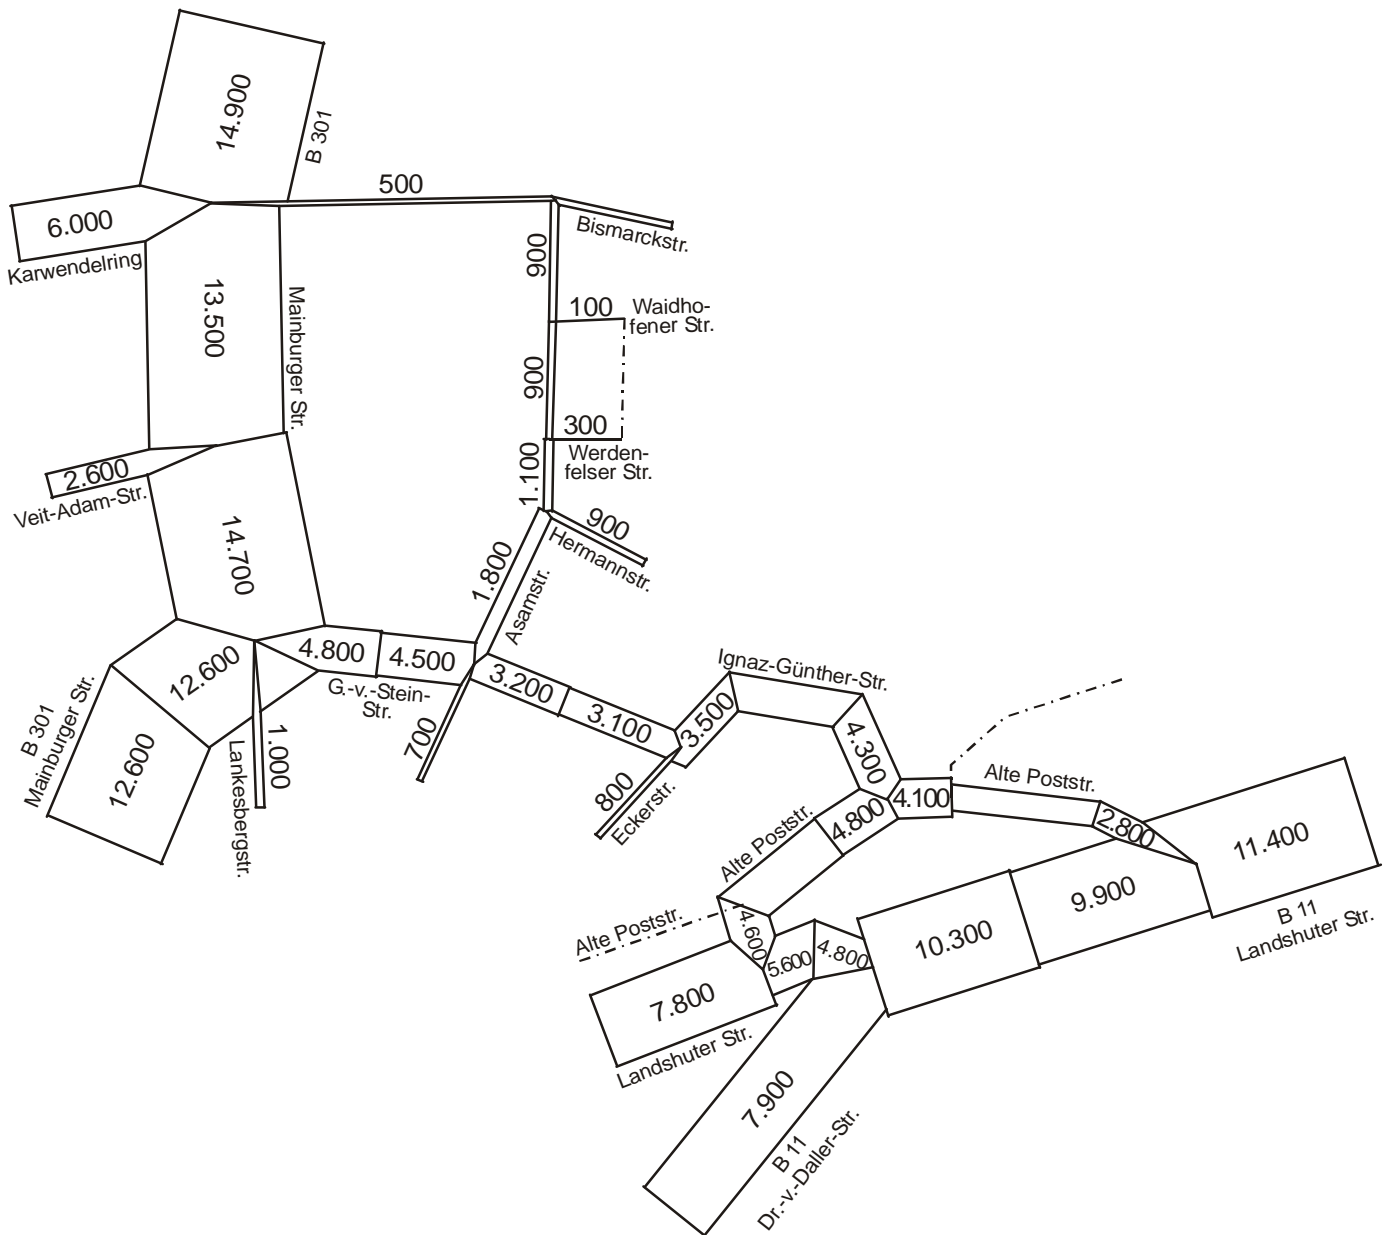 14.900
B 301
500
6.000
Karwendelring
Bismarckstr.
900
13.500
Mainburger Str.
100
Waidho-
fener Str.
900
300
Werden-
felser Str.
2.600
Veit-Adam-Str.
1.100
900
Hermannstr.
14.700
1.800
Asamstr.
4.800
4.500
G.-v.-Stein-
Str.
12.600
B 301
Mainburger Str.
12.600
Lankesbergstr.
1.000
700
3.200
3.100
3.500
Ignaz-Günther-Str.
800
Eckerstr.
4.300
4.100
Alte Poststr.
2.800
4.800
Alte Poststr.
11.400
B 11
Landshuter Str.
9.900
10.300
Alte Poststr.
4.600
5.600
4.800
7.800
Landshuter Str.
7.900
B 11
Dr.-v.-Daller-Str.